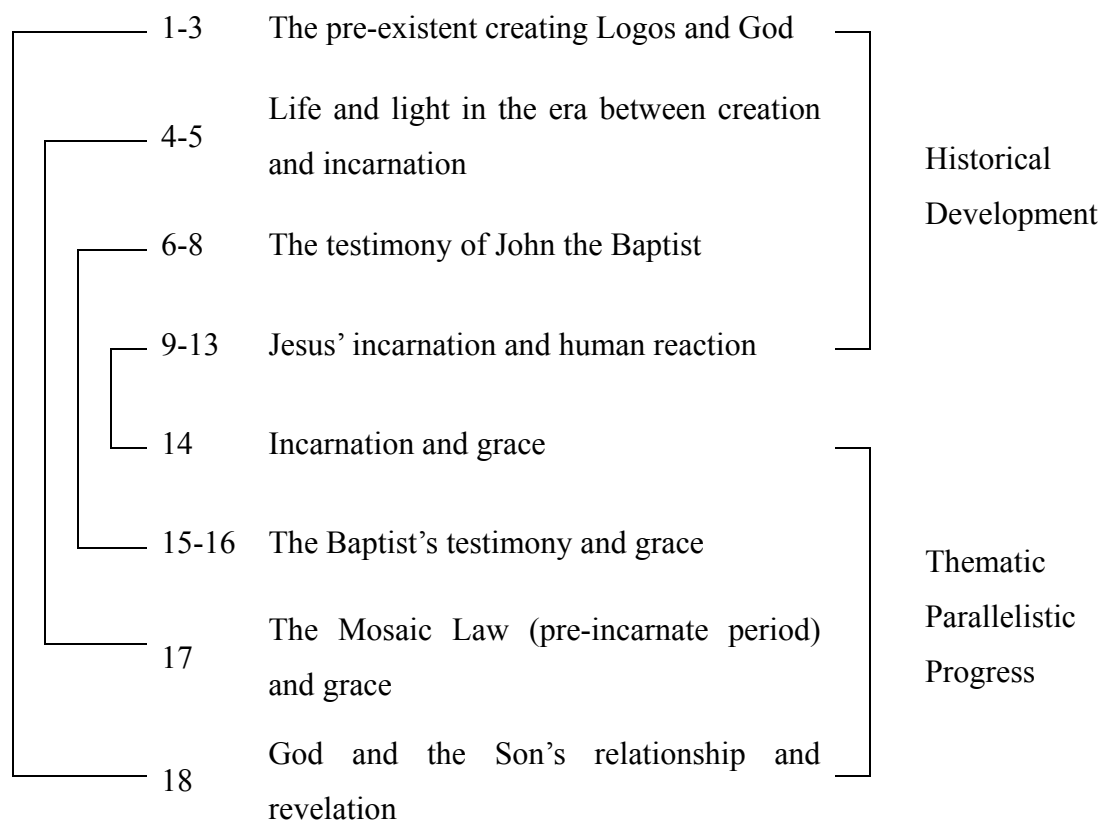 1-3 The pre-existent creating Logos and God
Life and light in the era between creation
4-5
and incarnation
Historical
Development
6-8 The testimony of John the Baptist
9-13 Jesus’ incarnation and human reaction
14 Incarnation and grace
15-16 The Baptist’s testimony and grace
Thematic
Parallelistic
Progress
The Mosaic Law (pre-incarnate period)
17
and grace
God and the Son’s relationship and
18
revelation